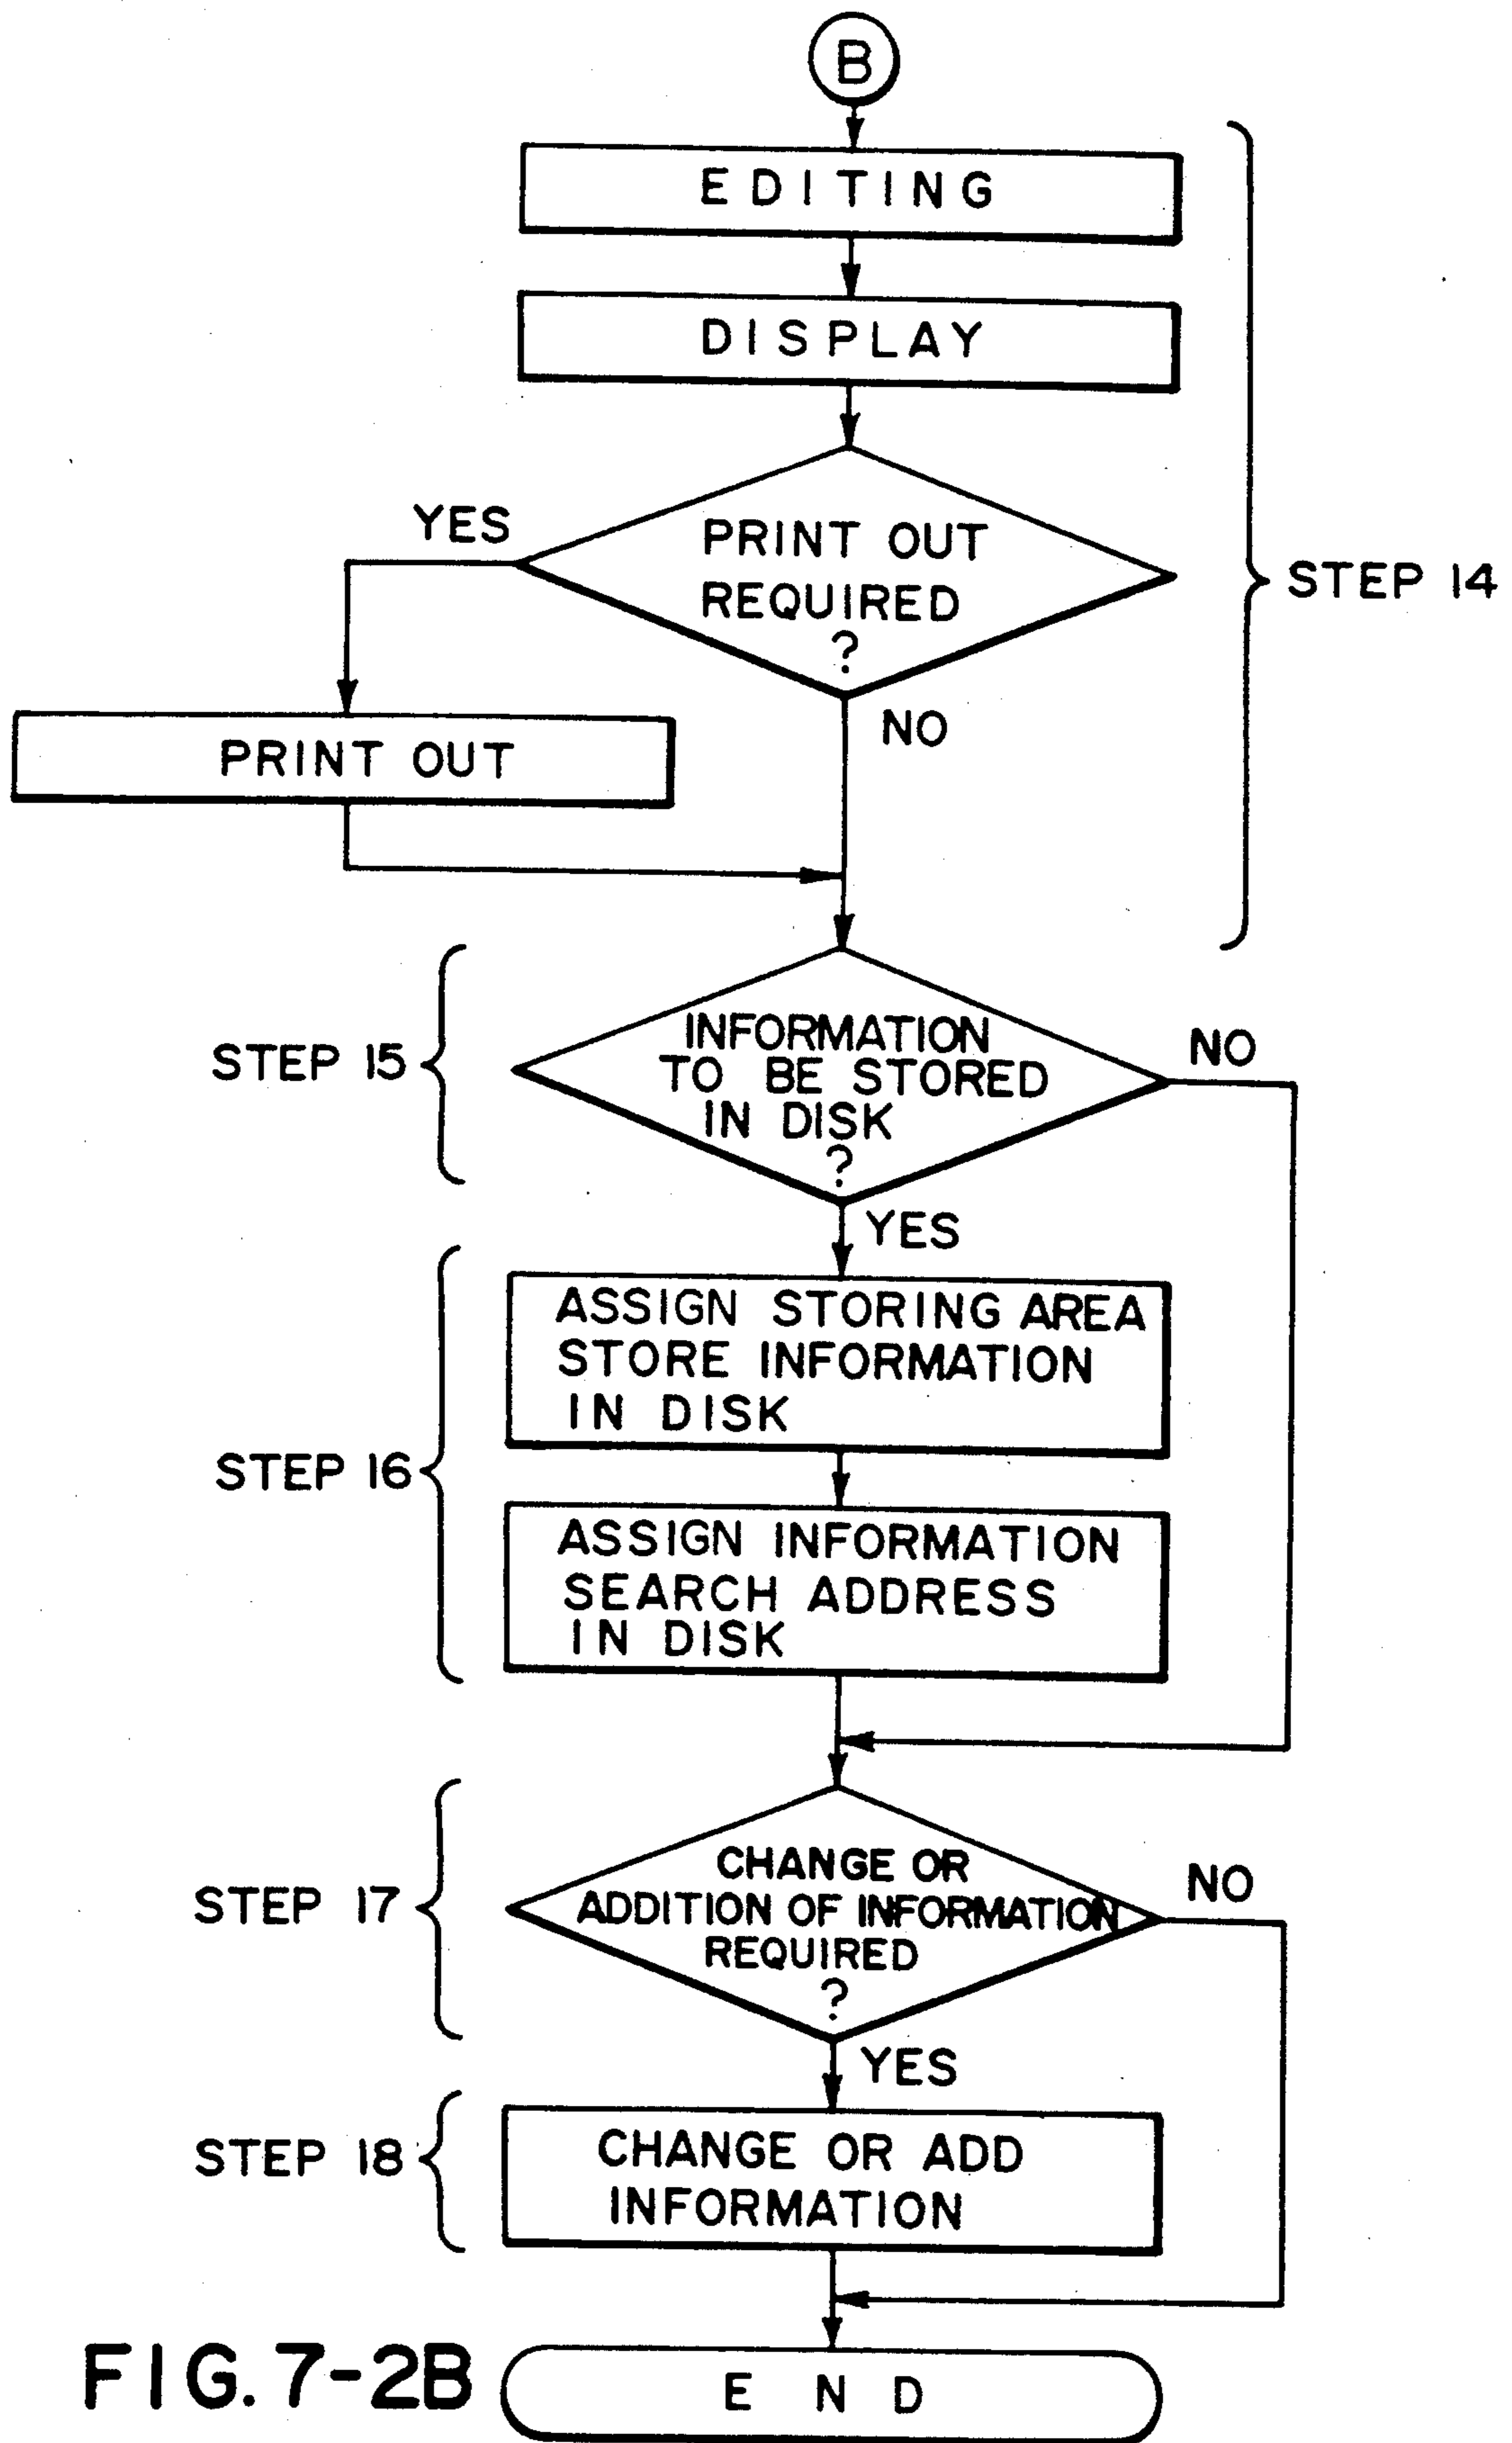 B
EDITING
DISPLAY
YES
PRINT OUT
REQUIRED
?
STEP 14
NO
PRINT OUT
STEP 15
INFORMATION
TO BE STORED
IN DISK
?
NO
YES
STEP 16
ASSIGN STORING AREA
STORE INFORMATION
IN DISK
ASSIGN INFORMATION
SEARCH ADDRESS
IN DISK
STEP 17
CHANGE OR
ADDITION OF INFORMATION
REQUIRED
?
NO
YES
STEP 18
CHANGE OR ADD
INFORMATION
END
FIG. 7-2B